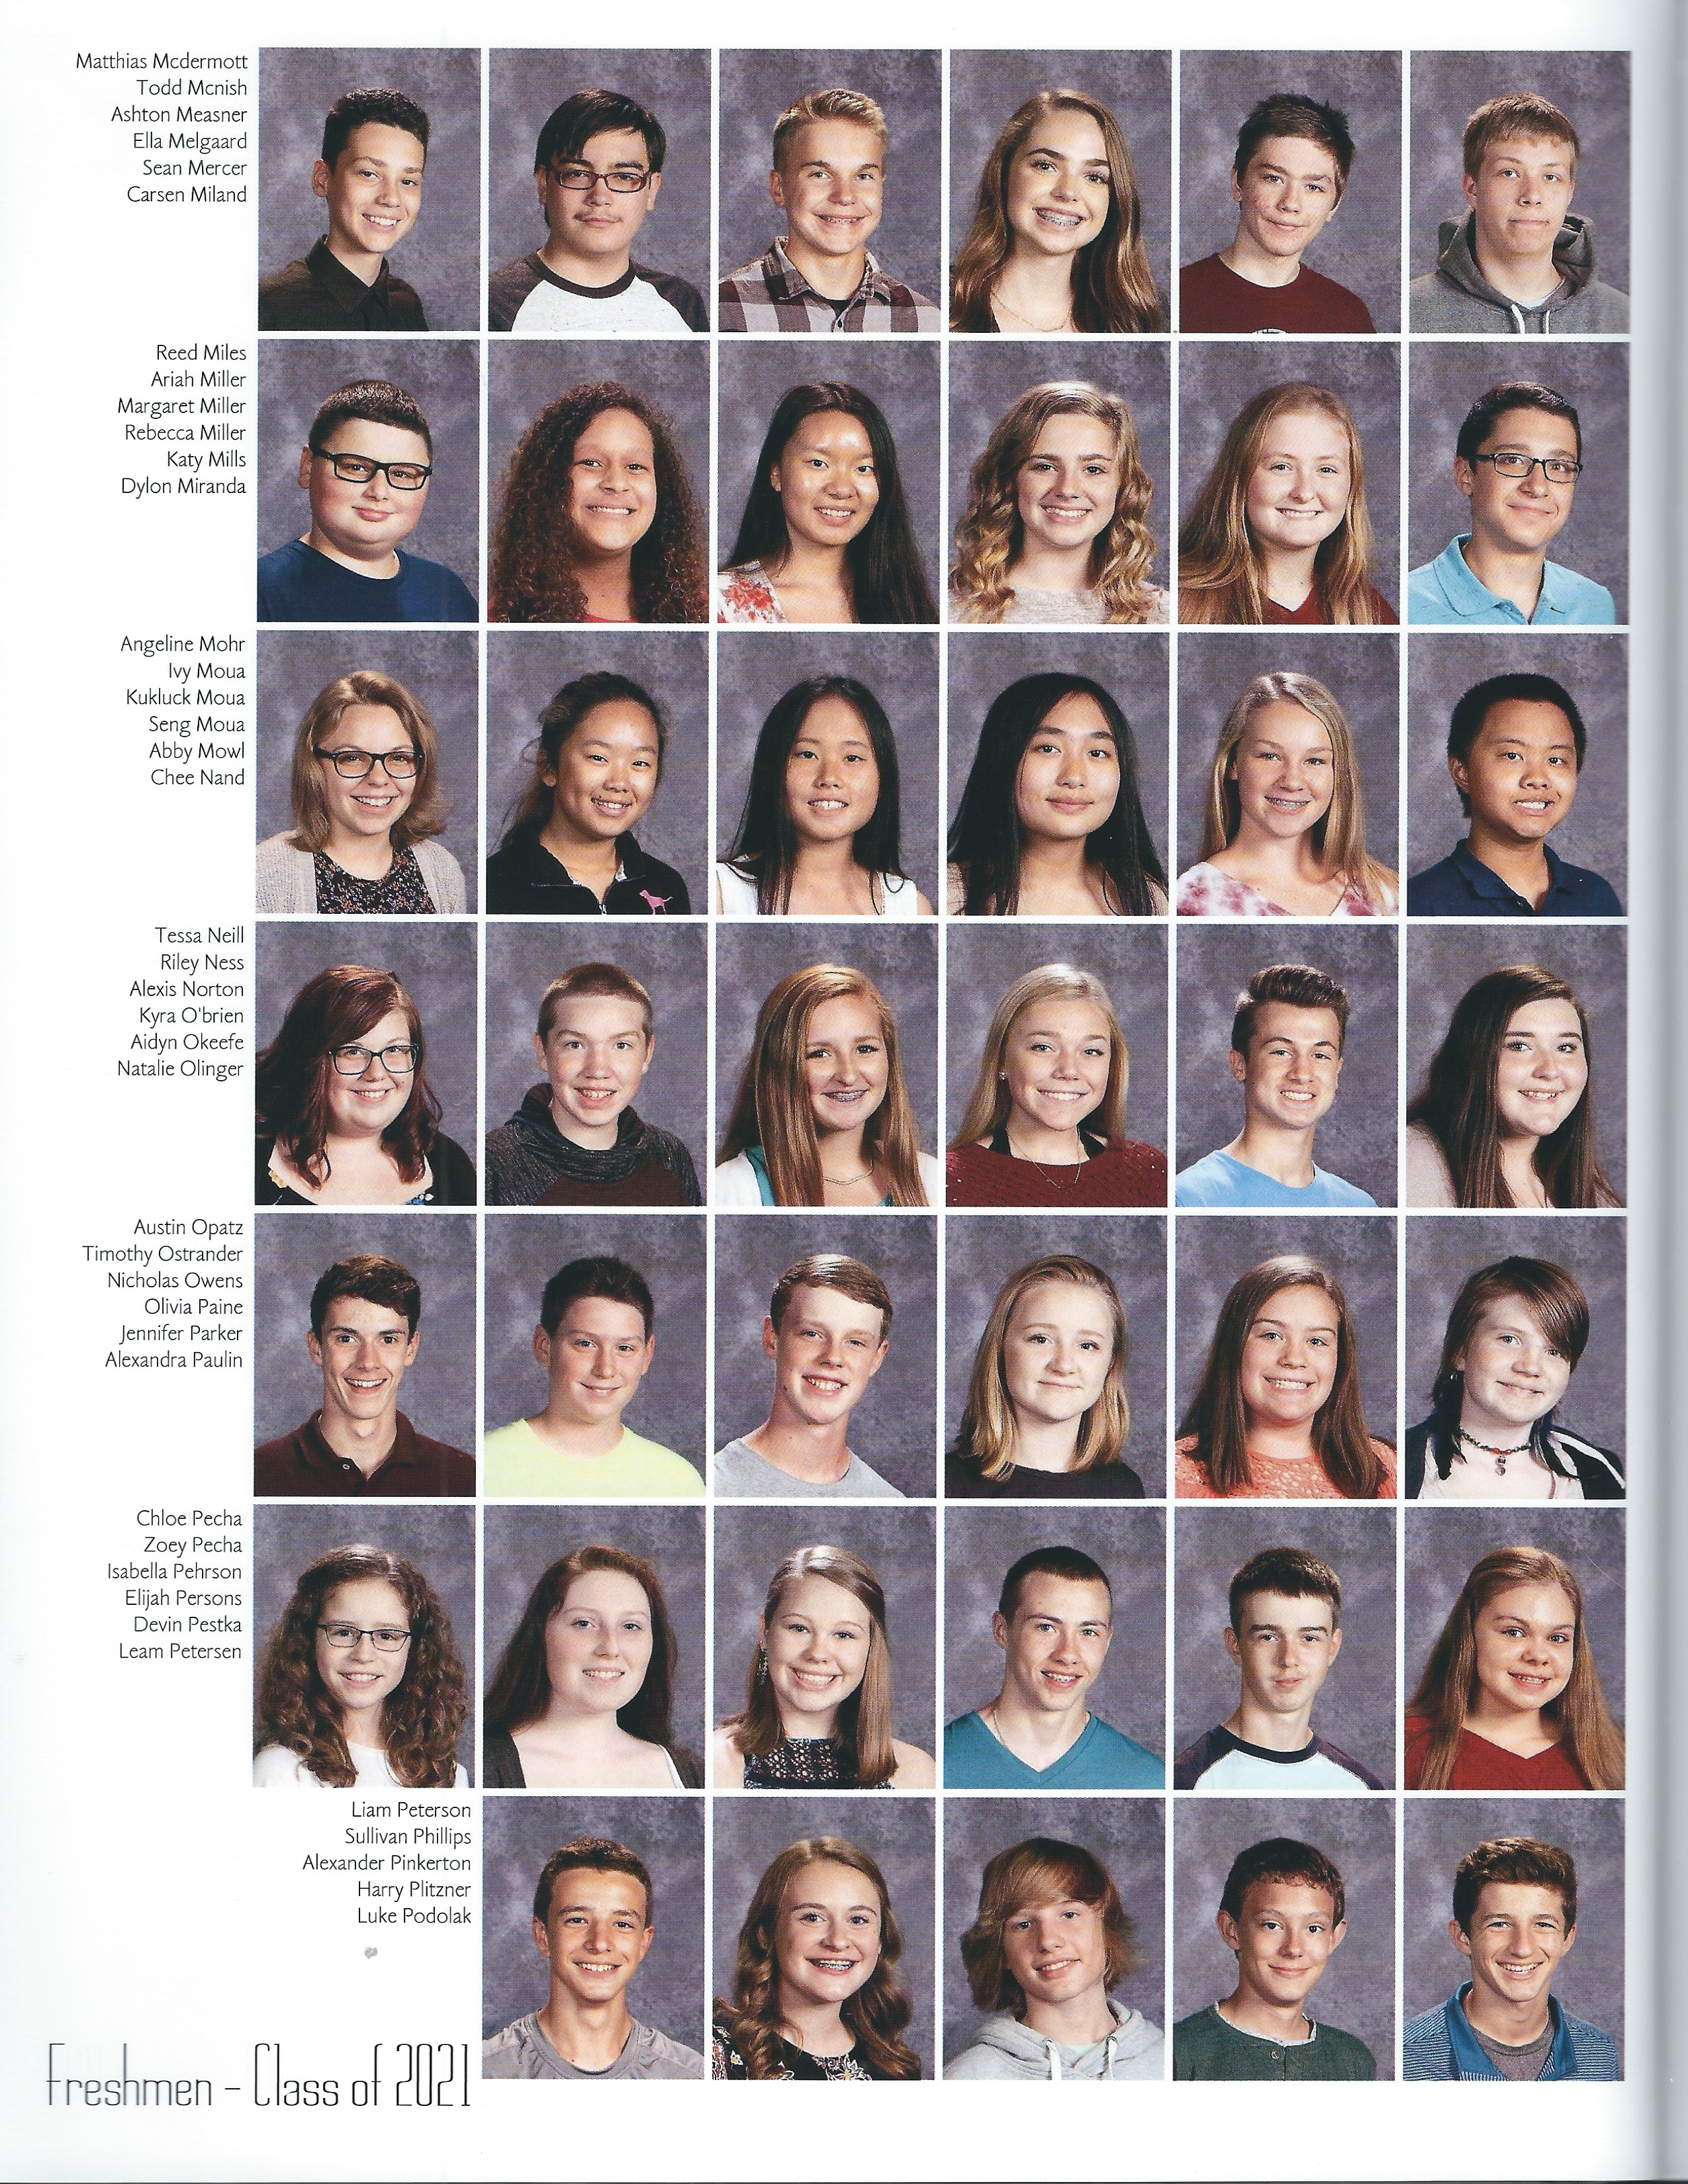 Matthias Mcdermott
Todd Mcnish
Ashton Measner
Ella Melgaard
Sean Mercer
Carsen Miland
Reed Miles
Ariah Miller
Margaret Miller
Rebecca Miller
Katy Mills
Dylon Miranda
Angeline Mohr
Ivy Moua
Kukluck Moua
Seng Moua
Abby Mowl
Chee Nand
Tessa Neill
Riley Ness
Alexis Norton
Kyra O'brien
Aidyn Okeefe
Natalie Olinger
Austin Opatz
Timothy Ostrander
Nicholas Owens
Olivia Paine
Jennifer Parker
Alexandra Paulin
Chloe Pecha
Zoey Pecha
Isabella Pehrson
Elijah Persons
Devin Pestka
Leam Petersen
Liam Peterson
Sullivan Phillips
Alexander Pinkerton
Harry Plitzner
Luke Podolak
Freshmen - Class of 2021